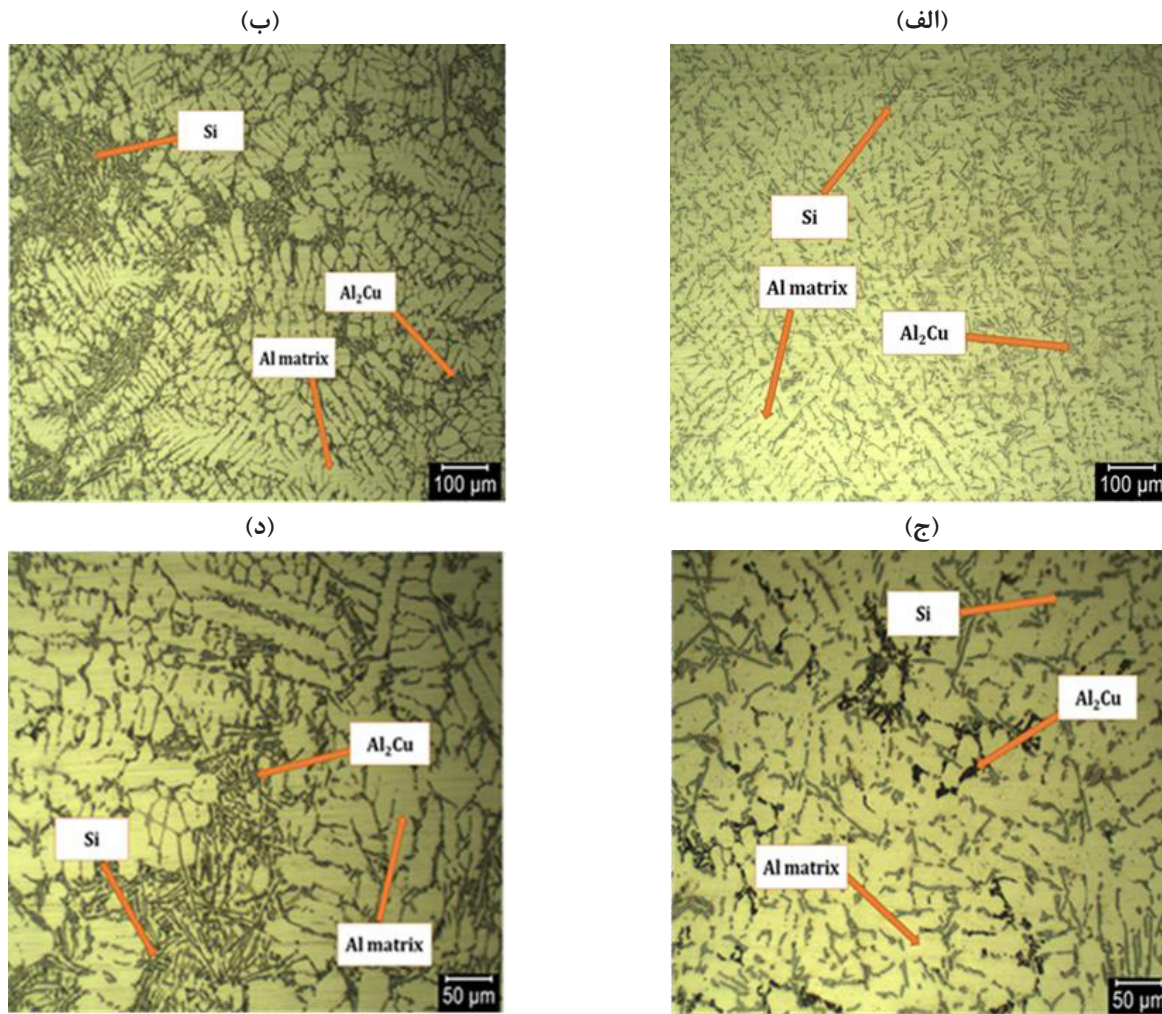 (الف)
Si
Al matrix
Al₂Cu
100 µm
(ب)
Si
Al₂Cu
Al matrix
100 µm
(ج)
Si
Al₂Cu
Al matrix
50 µm
(د)
Al₂Cu
Si
Al matrix
50 µm